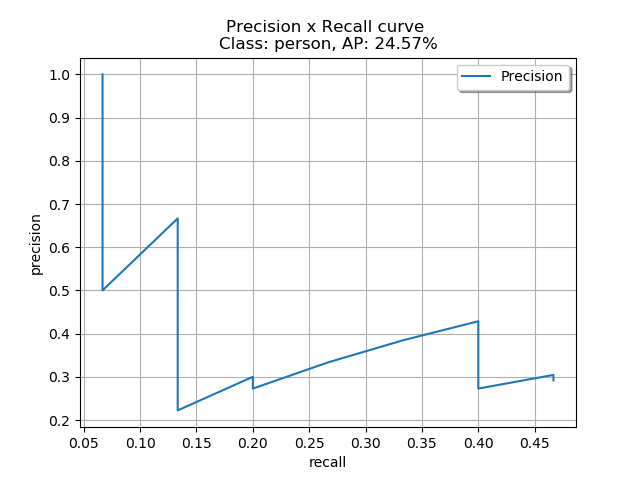 Precision x Recall curve
Class: person, AP: 24.57%
Precision
precision
1.0
0.9
0.8
0.7
0.6
0.5
0.4
0.3
0.2
0.05 0.10 0.15 0.20 0.25 0.30 0.35 0.40 0.45
recall